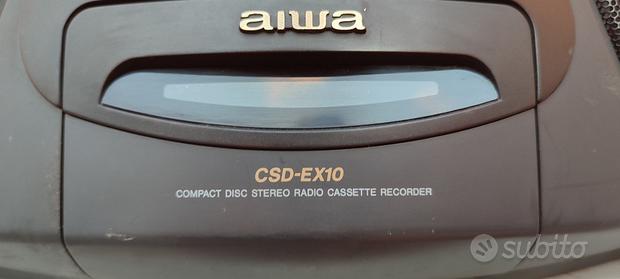 aiwa
CSD-EX10
COMPACT DISC STEREO RADIO CASSETTE RECORDER
subito